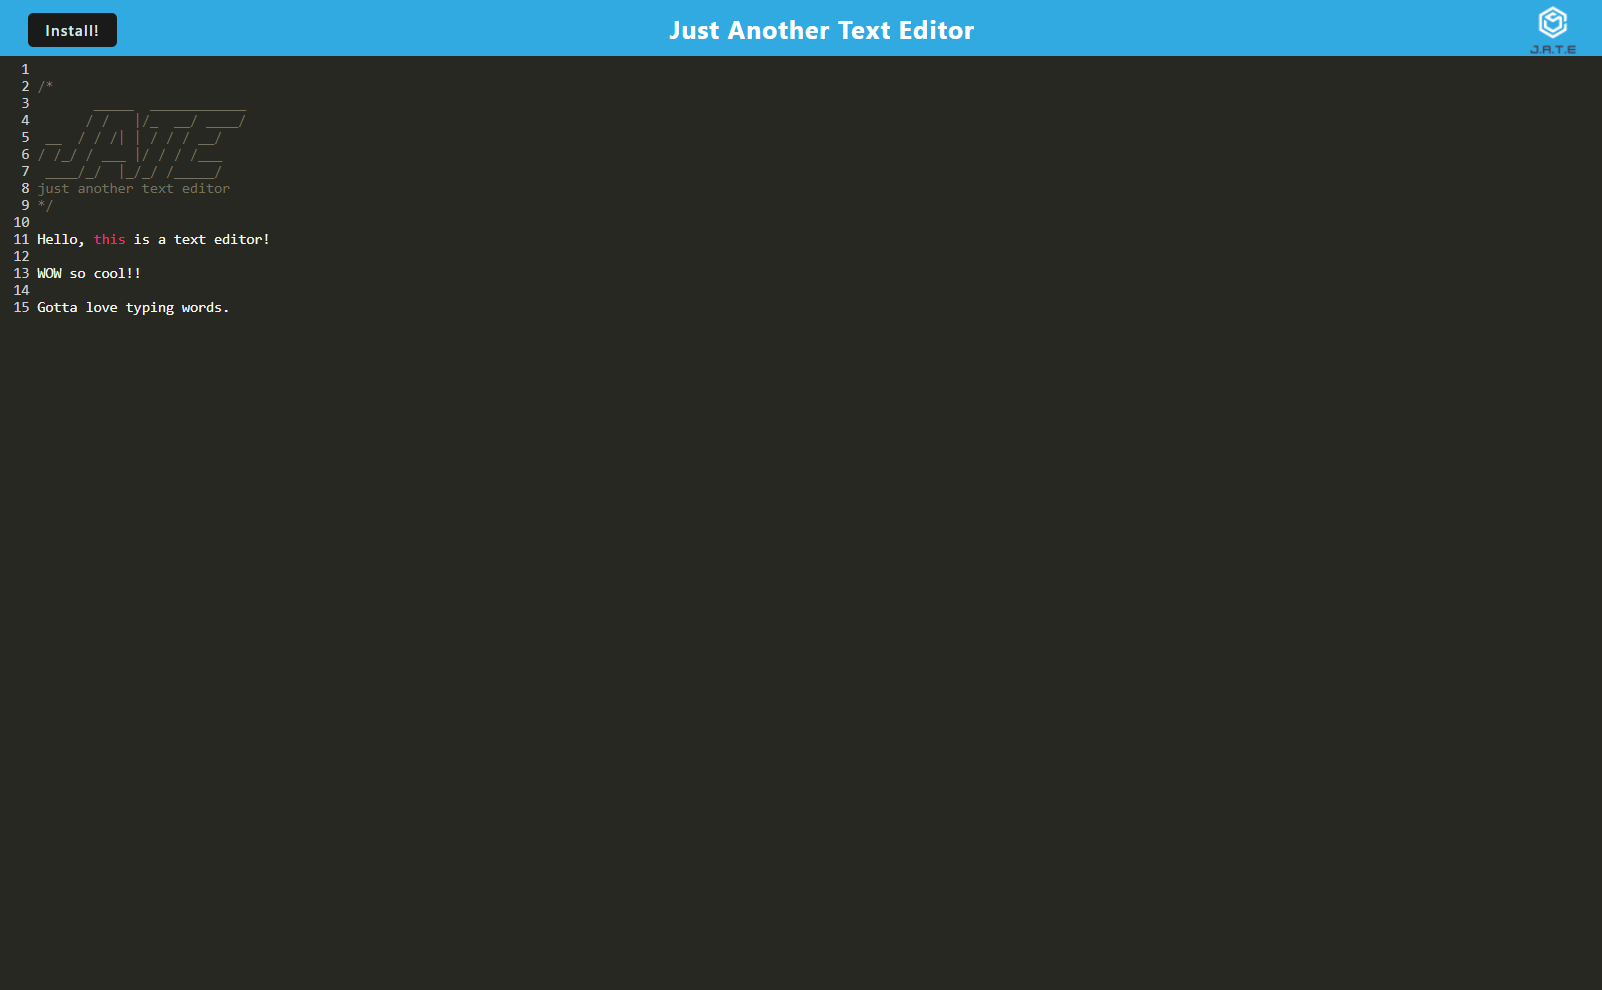 Install!
Just Another Text Editor
J.A.T.E
1
2 /*
3        _____  ____________
4       / /   |/_  __/ ____/
5  __  / / /| | / / / __/
6 / /_/ / ___ |/ / / /___
7  ____/_/  |_/_/ /_____/
8 just another text editor
9 */
10
11 Hello, this is a text editor!
12
13 WOW so cool!!
14
15 Gotta love typing words.